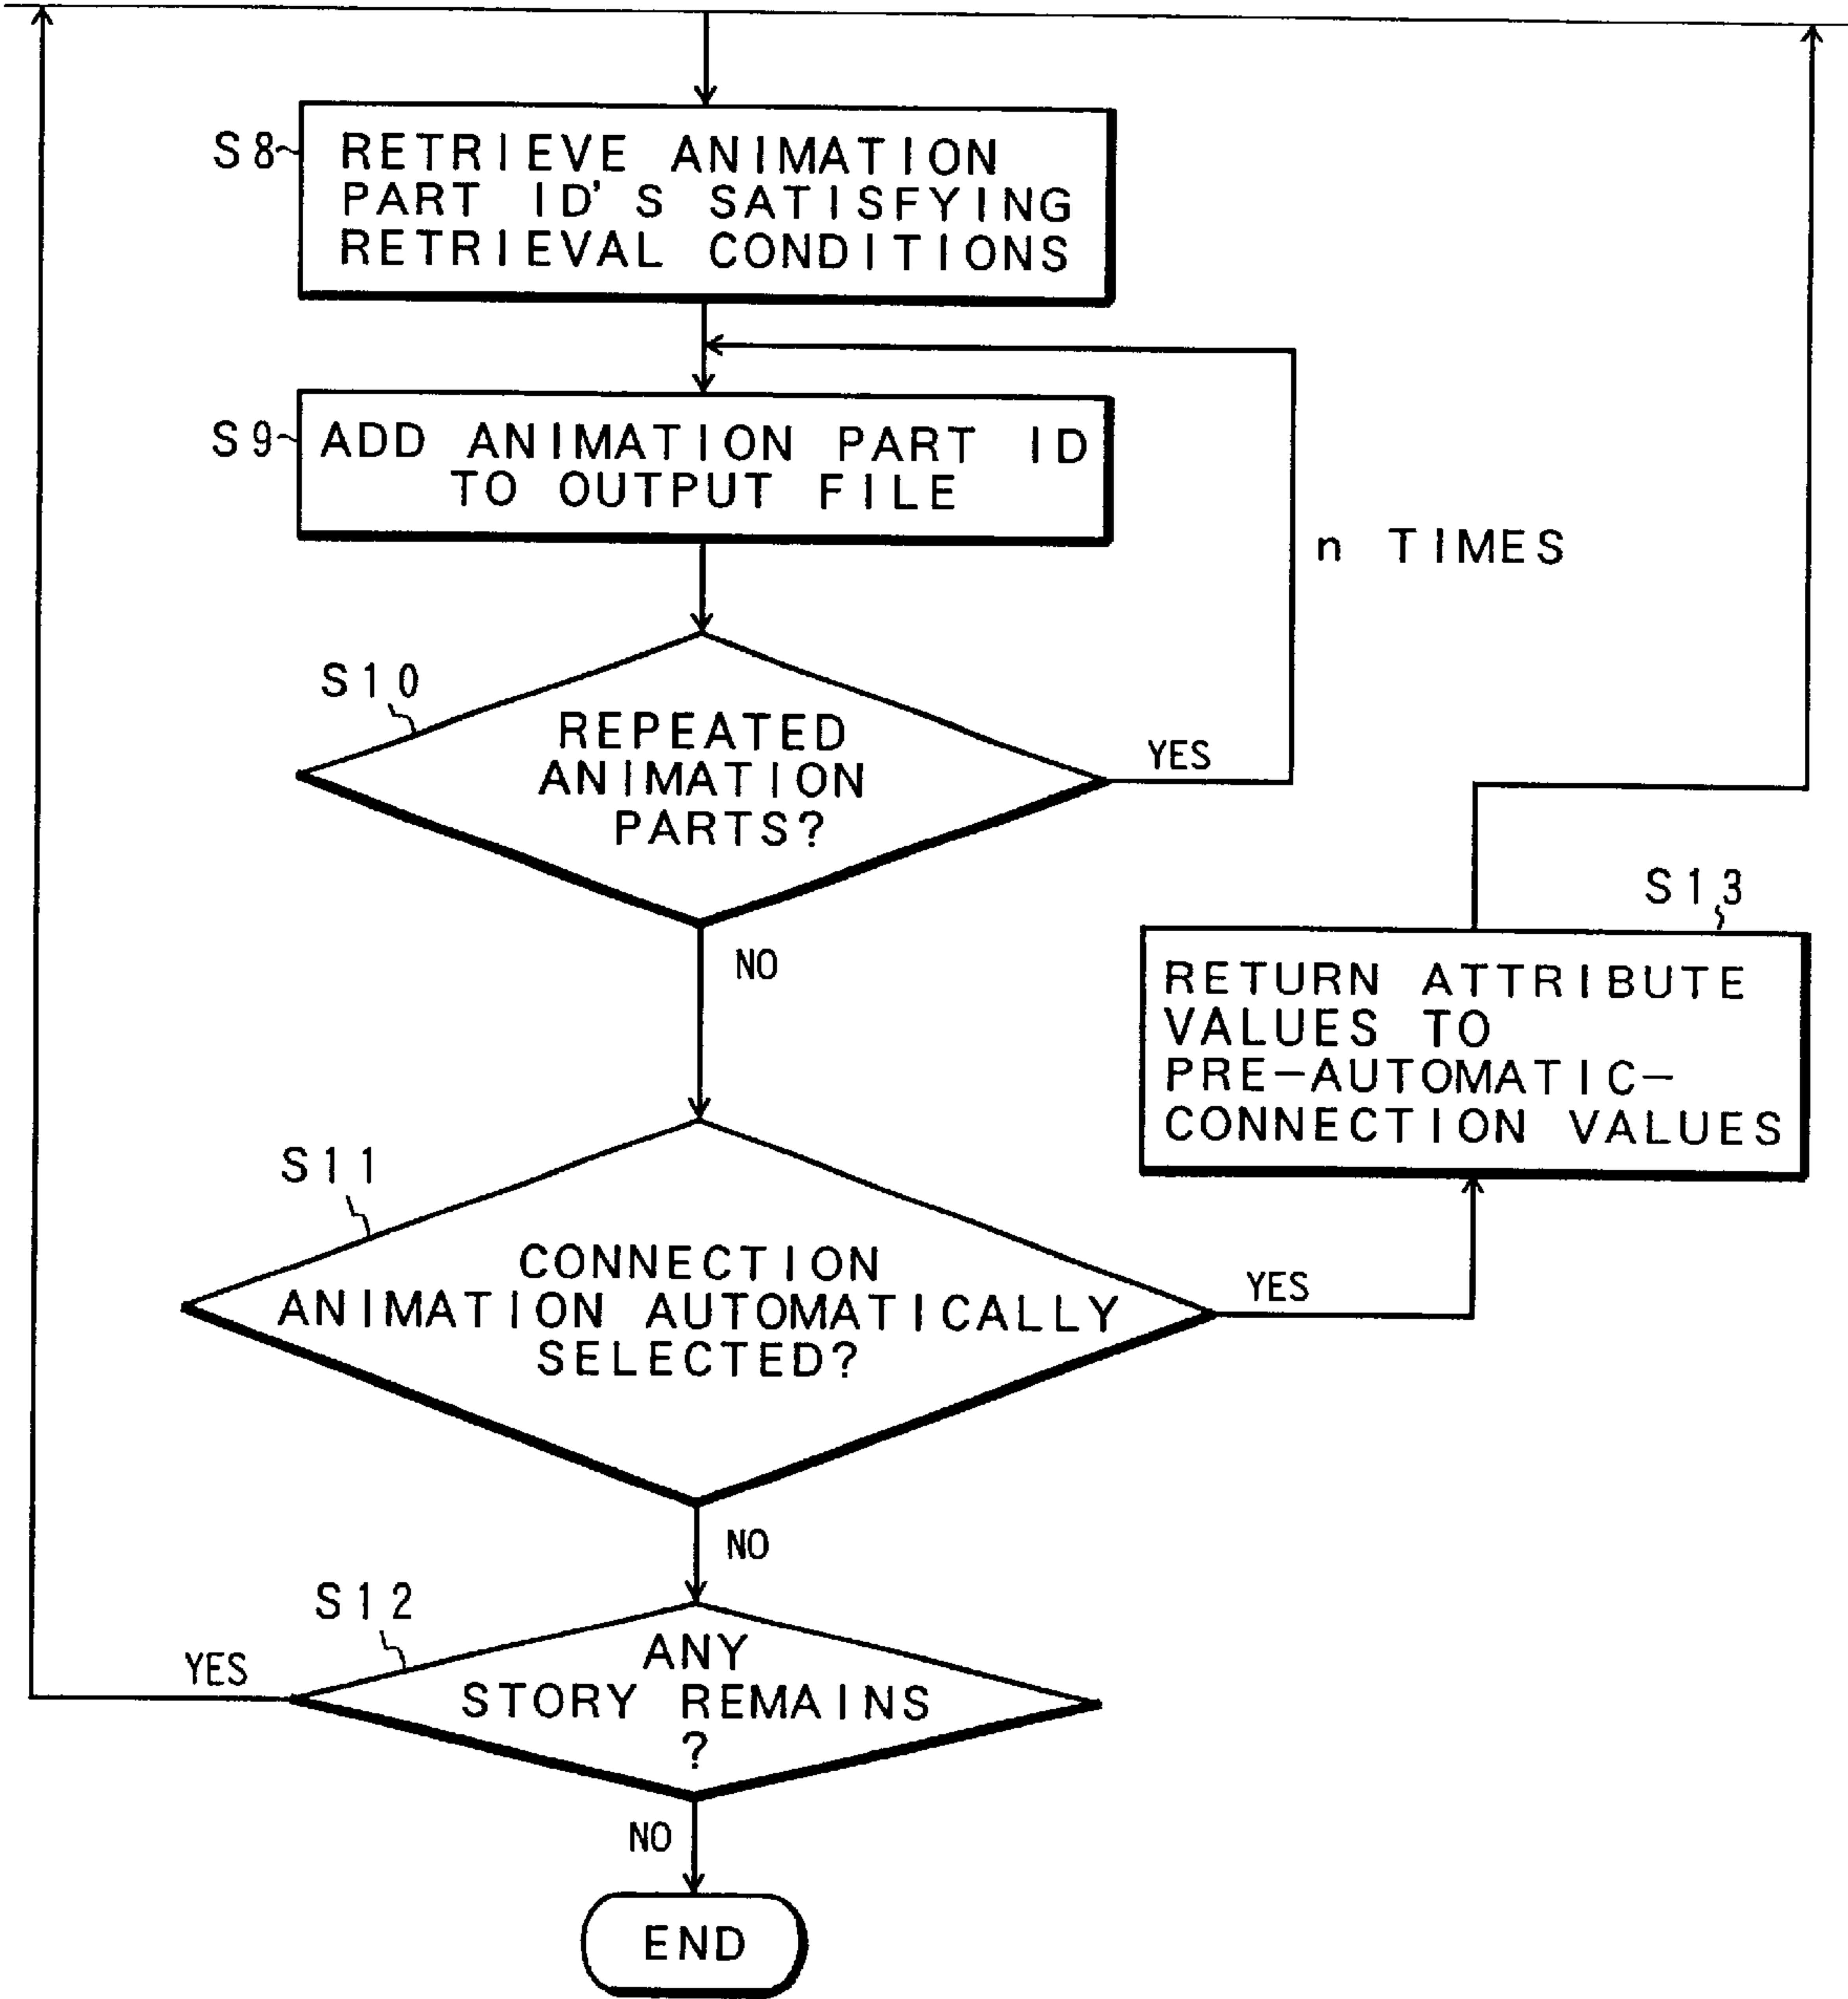 S8
RETRIEVE ANIMATION
PART ID'S SATISFYING
RETRIEVAL CONDITIONS
S9
ADD ANIMATION PART ID
TO OUTPUT FILE
n TIMES
S10
REPEATED
ANIMATION
PARTS?
YES
NO
S13
RETURN ATTRIBUTE
VALUES TO
PRE-AUTOMATIC-
CONNECTION VALUES
S11
CONNECTION
ANIMATION AUTOMATICALLY
SELECTED?
YES
NO
S12
ANY
STORY REMAINS
?
YES
NO
END